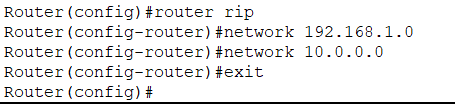 Router(config)#router rip
Router(config-router)#network 192.168.1.0
Router(config-router)#network 10.0.0.0
Router(config-router)#exit
Router(config)#